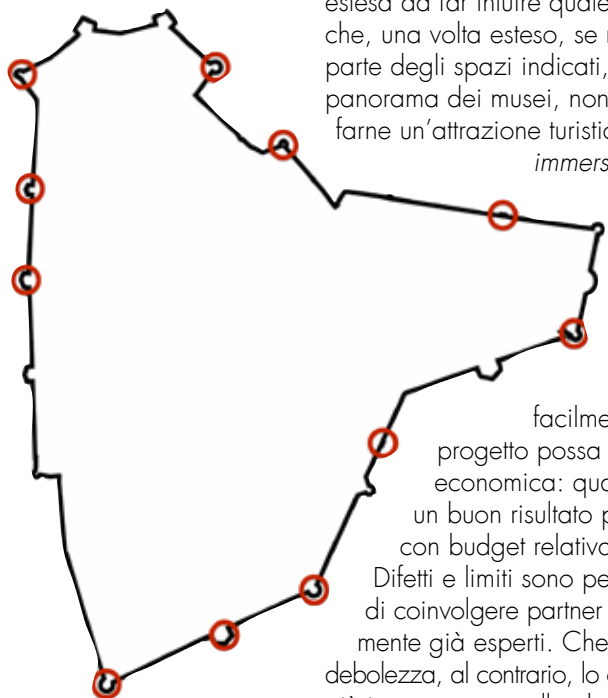 estesa da far intuire quale
che, una volta esteso, se
parte degli spazi indicati,
panorama dei musei, non
farne un'attrazione turistic
immers
facilme
progetto possa
economica: qua
un buon risultato p
con budget relativa
Difetti e limiti sono pe
di coinvolgere partner
mente già esperti. Che
debolezza, al contrario, lo